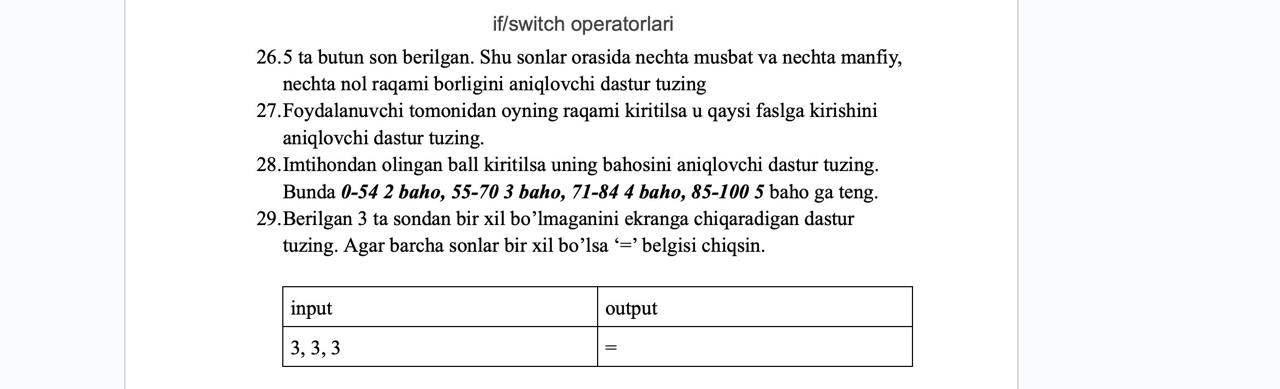 if/switch operatorlari
26.5 ta butun son berilgan. Shu sonlar orasida nechta musbat va nechta manfiy,
nechta nol raqami borligini aniqlovchi dastur tuzing
27.Foydalanuvchi tomonidan oyning raqami kiritilsa u qaysi faslga kirishini
aniqlovchi dastur tuzing.
28.Imtihondan olingan ball kiritilsa uning bahosini aniqlovchi dastur tuzing.
Bunda 0-54 2 baho, 55-70 3 baho, 71-84 4 baho, 85-100 5 baho ga teng.
29.Berilgan 3 ta sondan bir xil bo’lmaganini ekranga chiqaradigan dastur
tuzing. Agar barcha sonlar bir xil bo’lsa ‘=’ belgisi chiqsin.
input output
3, 3, 3 =